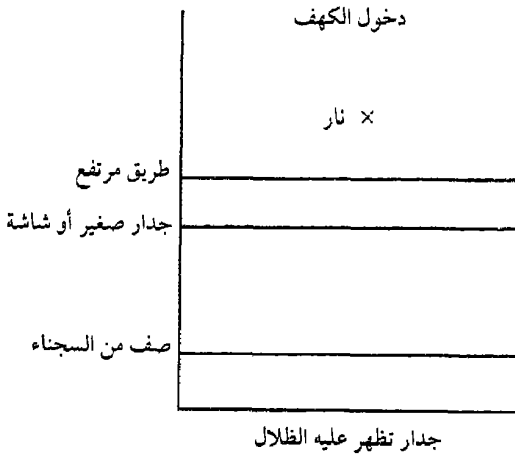 دخول الكهف
× نار
طريق مرتفع
جدار صغير أو شاشة
صف من السجناء
جدار تظهر عليه الظلال